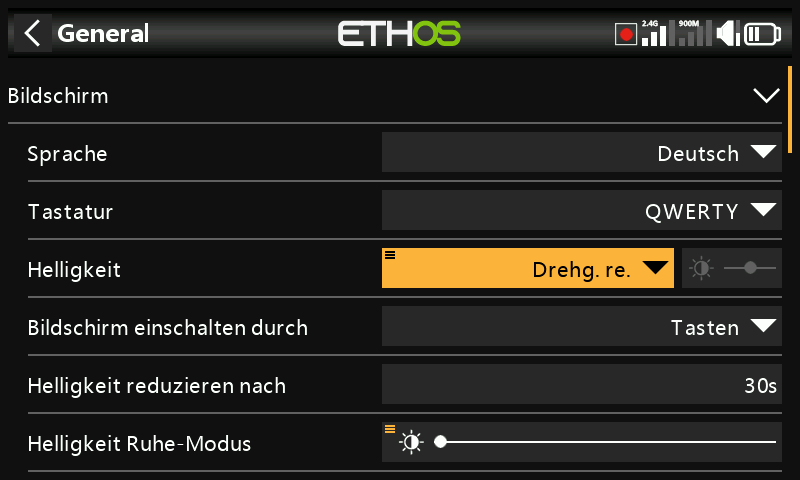 General
ETHOS
2.4G
900M
Bildschirm
Sprache
Deutsch
Tastatur
QWERTY
Helligkeit
Drehg. re.
Bildschirm einschalten durch
Tasten
Helligkeit reduzieren nach
30s
Helligkeit Ruhe-Modus